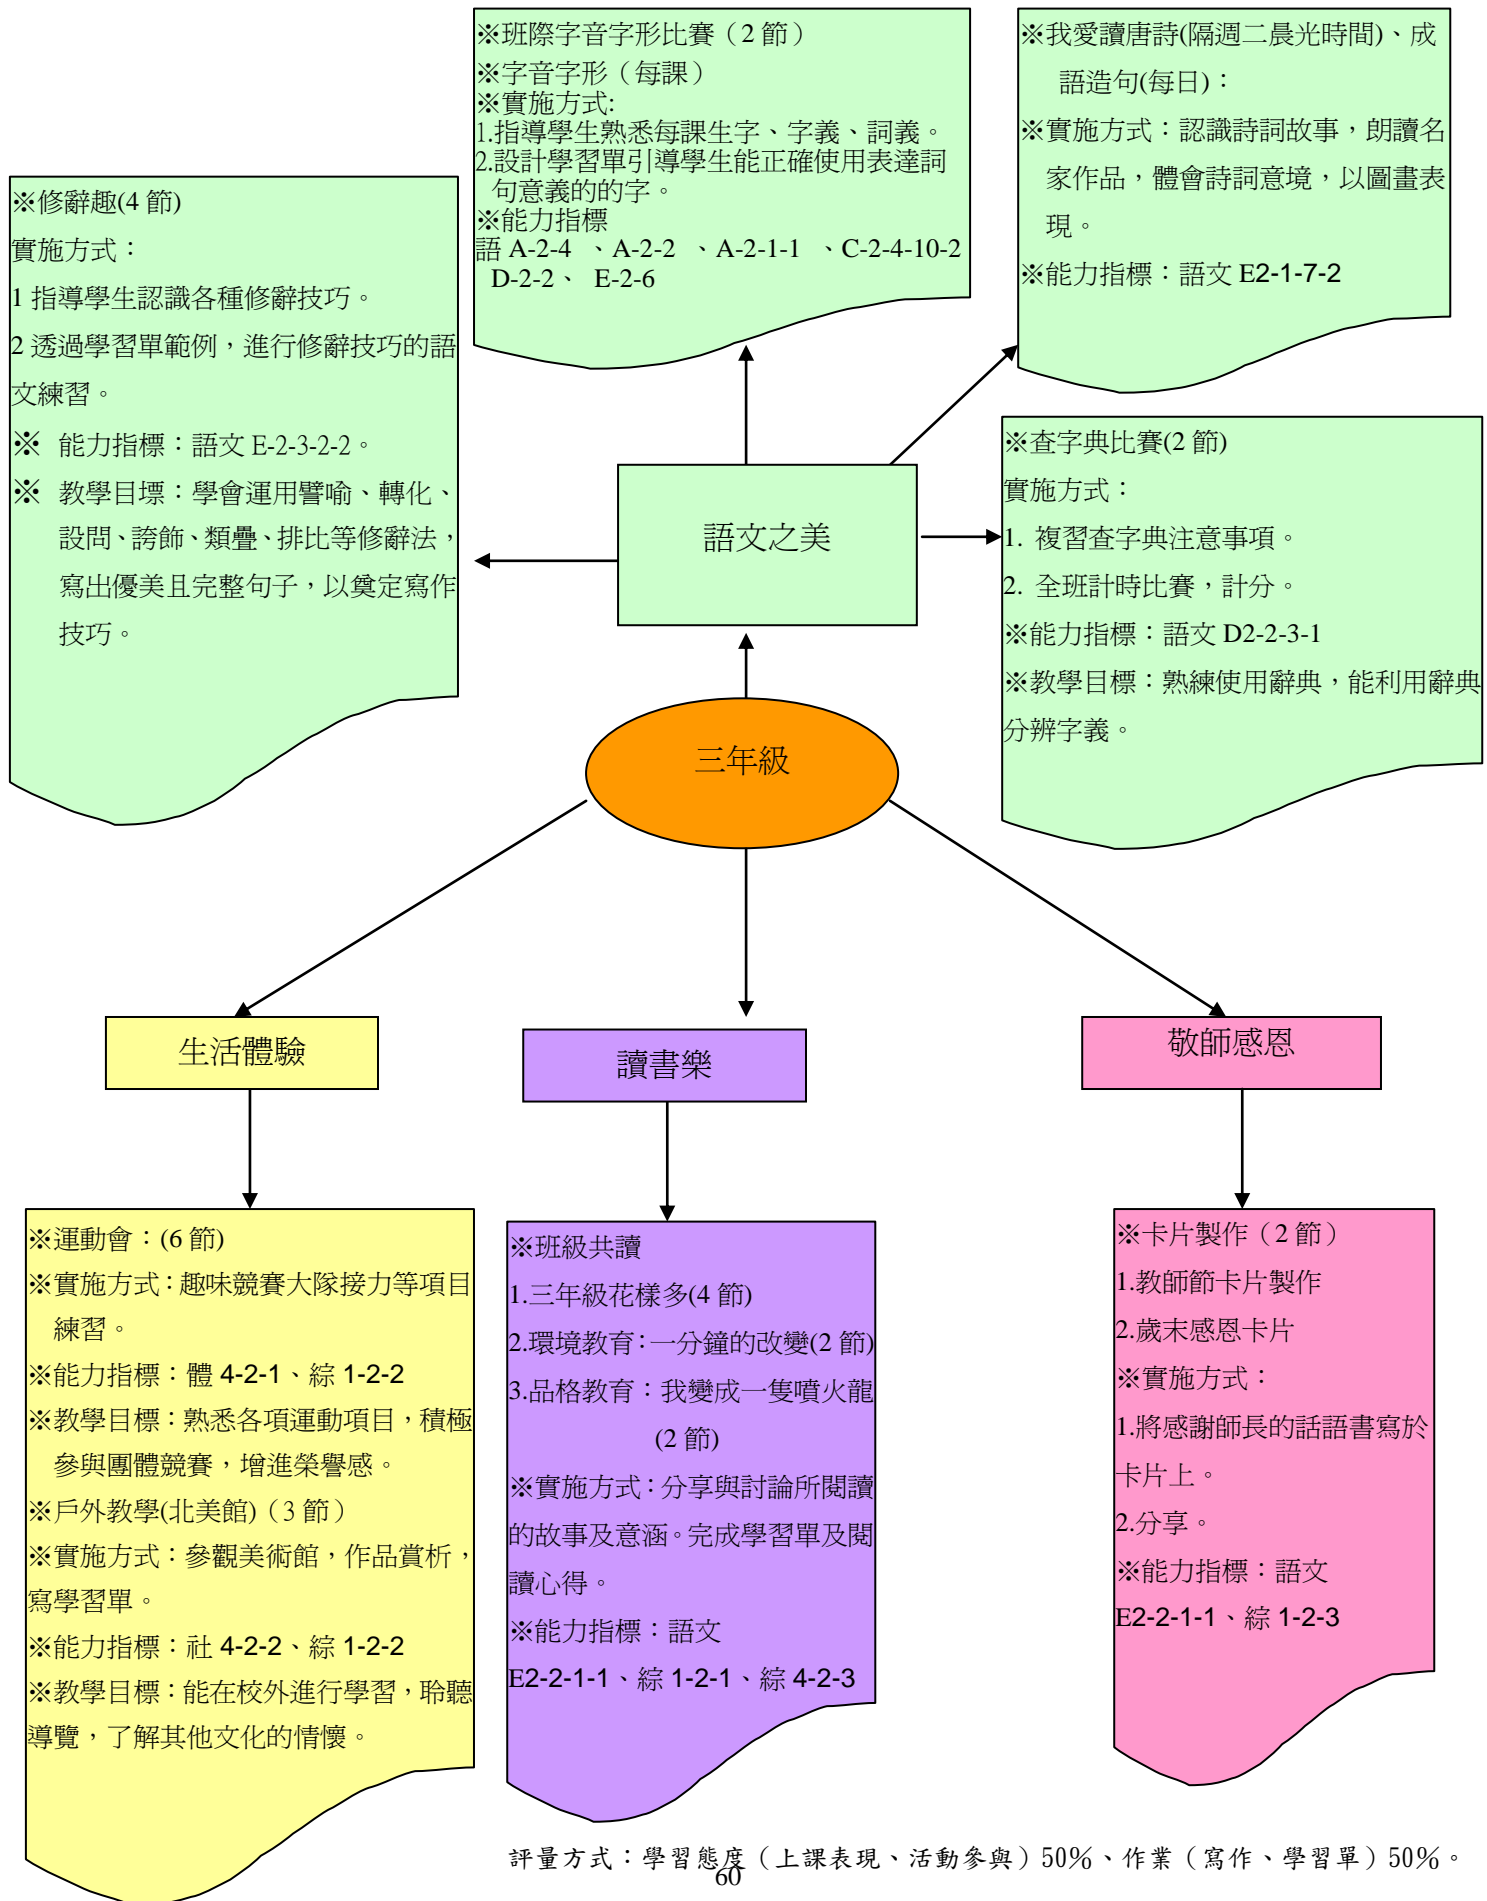 ※班際字音字形比賽（2 節）
※字音字形（每課）
※實施方式:
1.指導學生熟悉每課生字、字義、詞義。
2.設計學習單引導學生能正確使用表達詞
句意義的的字。
※能力指標
語 A-2-4 、A-2-2 、A-2-1-1 、C-2-4-10-2
D-2-2、 E-2-6
※我愛讀唐詩(隔週二晨光時間)、成
語造句(每日)：
※實施方式：認識詩詞故事，朗讀名
家作品，體會詩詞意境，以圖畫表
現。
※能力指標：語文 E2-1-7-2
※修辭趣(4 節)
實施方式：
1 指導學生認識各種修辭技巧。
2 透過學習單範例，進行修辭技巧的語
文練習。
※ 能力指標：語文 E-2-3-2-2。
※ 教學目標：學會運用譬喻、轉化、
設問、誇飾、類疊、排比等修辭法，
寫出優美且完整句子，以奠定寫作
技巧。
語文之美
※查字典比賽(2 節)
實施方式：
1. 複習查字典注意事項。
2. 全班計時比賽，計分。
※能力指標：語文 D2-2-3-1
※教學目標：熟練使用辭典，能利用辭典
分辨字義。
三年級
生活體驗
讀書樂
敬師感恩
※運動會：(6 節)
※實施方式：趣味競賽大隊接力等項目
練習。
※能力指標：體 4-2-1、綜 1-2-2
※教學目標：熟悉各項運動項目，積極
參與團體競賽，增進榮譽感。
※戶外教學(北美館)（3 節）
※實施方式：參觀美術館，作品賞析，
寫學習單。
※能力指標：社 4-2-2、綜 1-2-2
※教學目標：能在校外進行學習，聆聽
導覽，了解其他文化的情懷。
※班級共讀
1.三年級花樣多(4 節)
2.環境教育：一分鐘的改變(2 節)
3.品格教育：我變成一隻噴火龍
(2 節)
※實施方式：分享與討論所閱讀
的故事及意涵。完成學習單及閱
讀心得。
※能力指標：語文
E2-2-1-1、綜 1-2-1、綜 4-2-3
※卡片製作（2 節）
1.教師節卡片製作
2.歲末感恩卡片
※實施方式：
1.將感謝師長的話語書寫於
卡片上。
2.分享。
※能力指標：語文
E2-2-1-1、綜 1-2-3
評量方式：學習態度（上課表現、活動參與）50%、作業（寫作、學習單）50%。
60